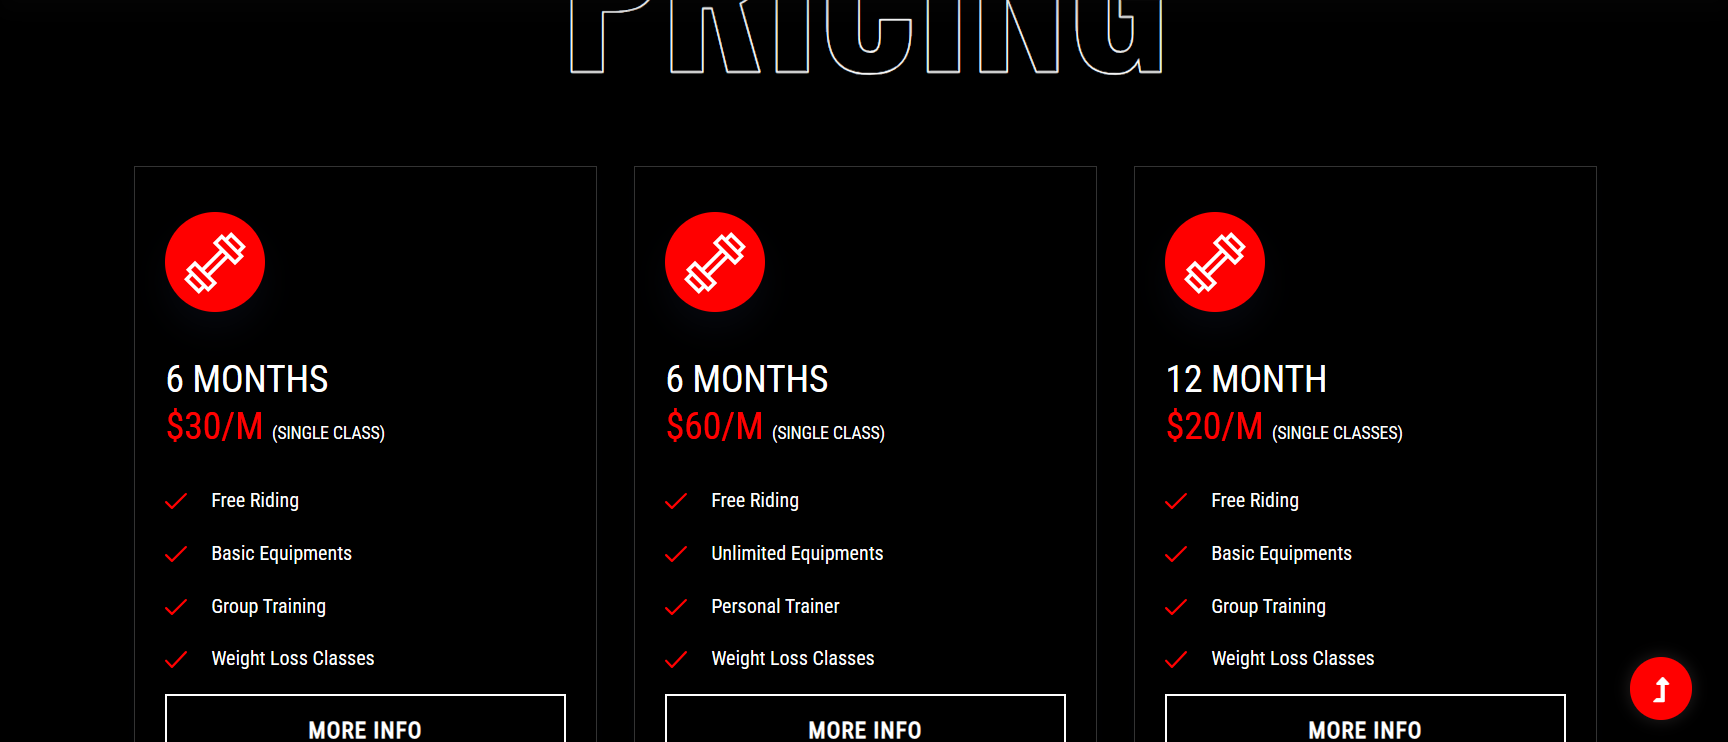 PRICING
6 MONTHS
$30/M (SINGLE CLASS)
Free Riding
Basic Equipments
Group Training
Weight Loss Classes
MORE INFO
6 MONTHS
$60/M (SINGLE CLASS)
Free Riding
Unlimited Equipments
Personal Trainer
Weight Loss Classes
MORE INFO
12 MONTH
$20/M (SINGLE CLASSES)
Free Riding
Basic Equipments
Group Training
Weight Loss Classes
MORE INFO